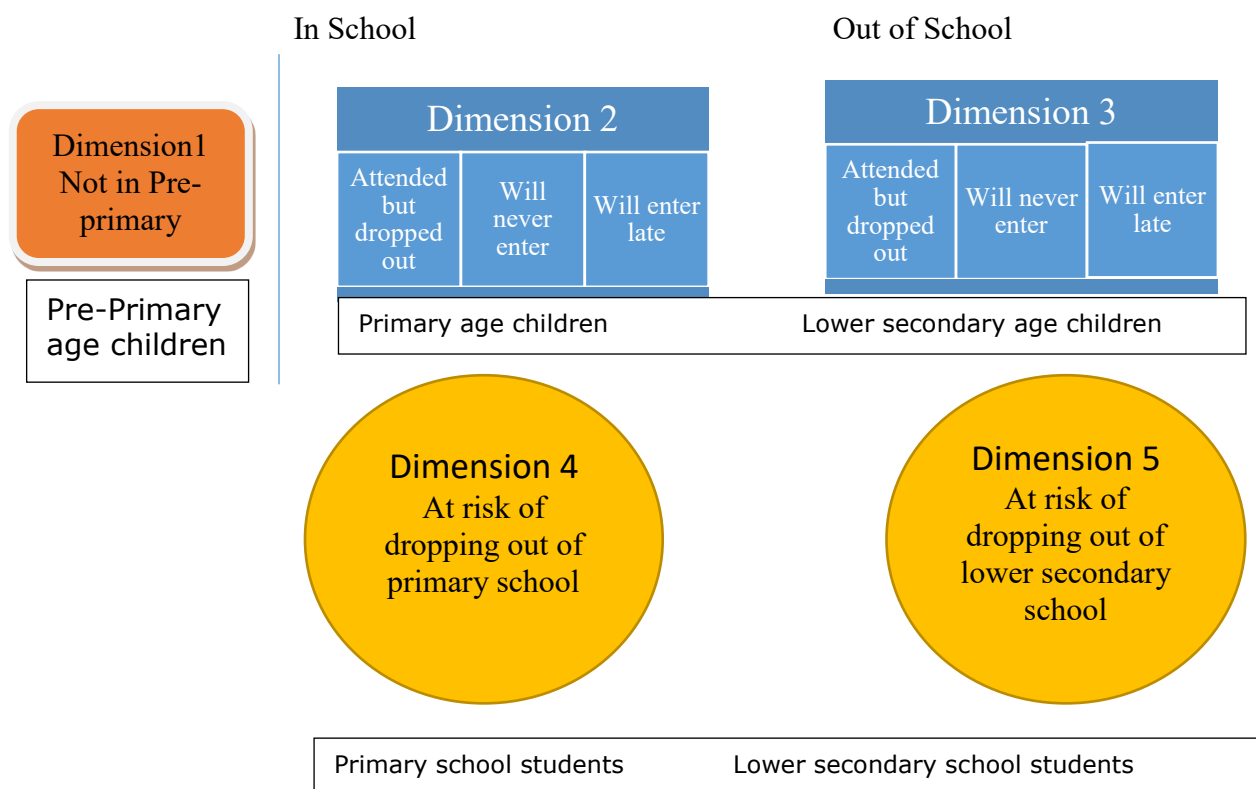 In School
Out of School
Dimension1
Not in Pre-
primary
Pre-Primary
age children
Dimension 2
Attended
but
dropped
out
Will
never
enter
Will enter
late
Dimension 3
Attended
but
dropped
out
Will never
enter
Will enter
late
Primary age children
Lower secondary age children
Dimension 4
At risk of
dropping out of
primary school
Dimension 5
At risk of
dropping out of
lower secondary
school
Primary school students
Lower secondary school students